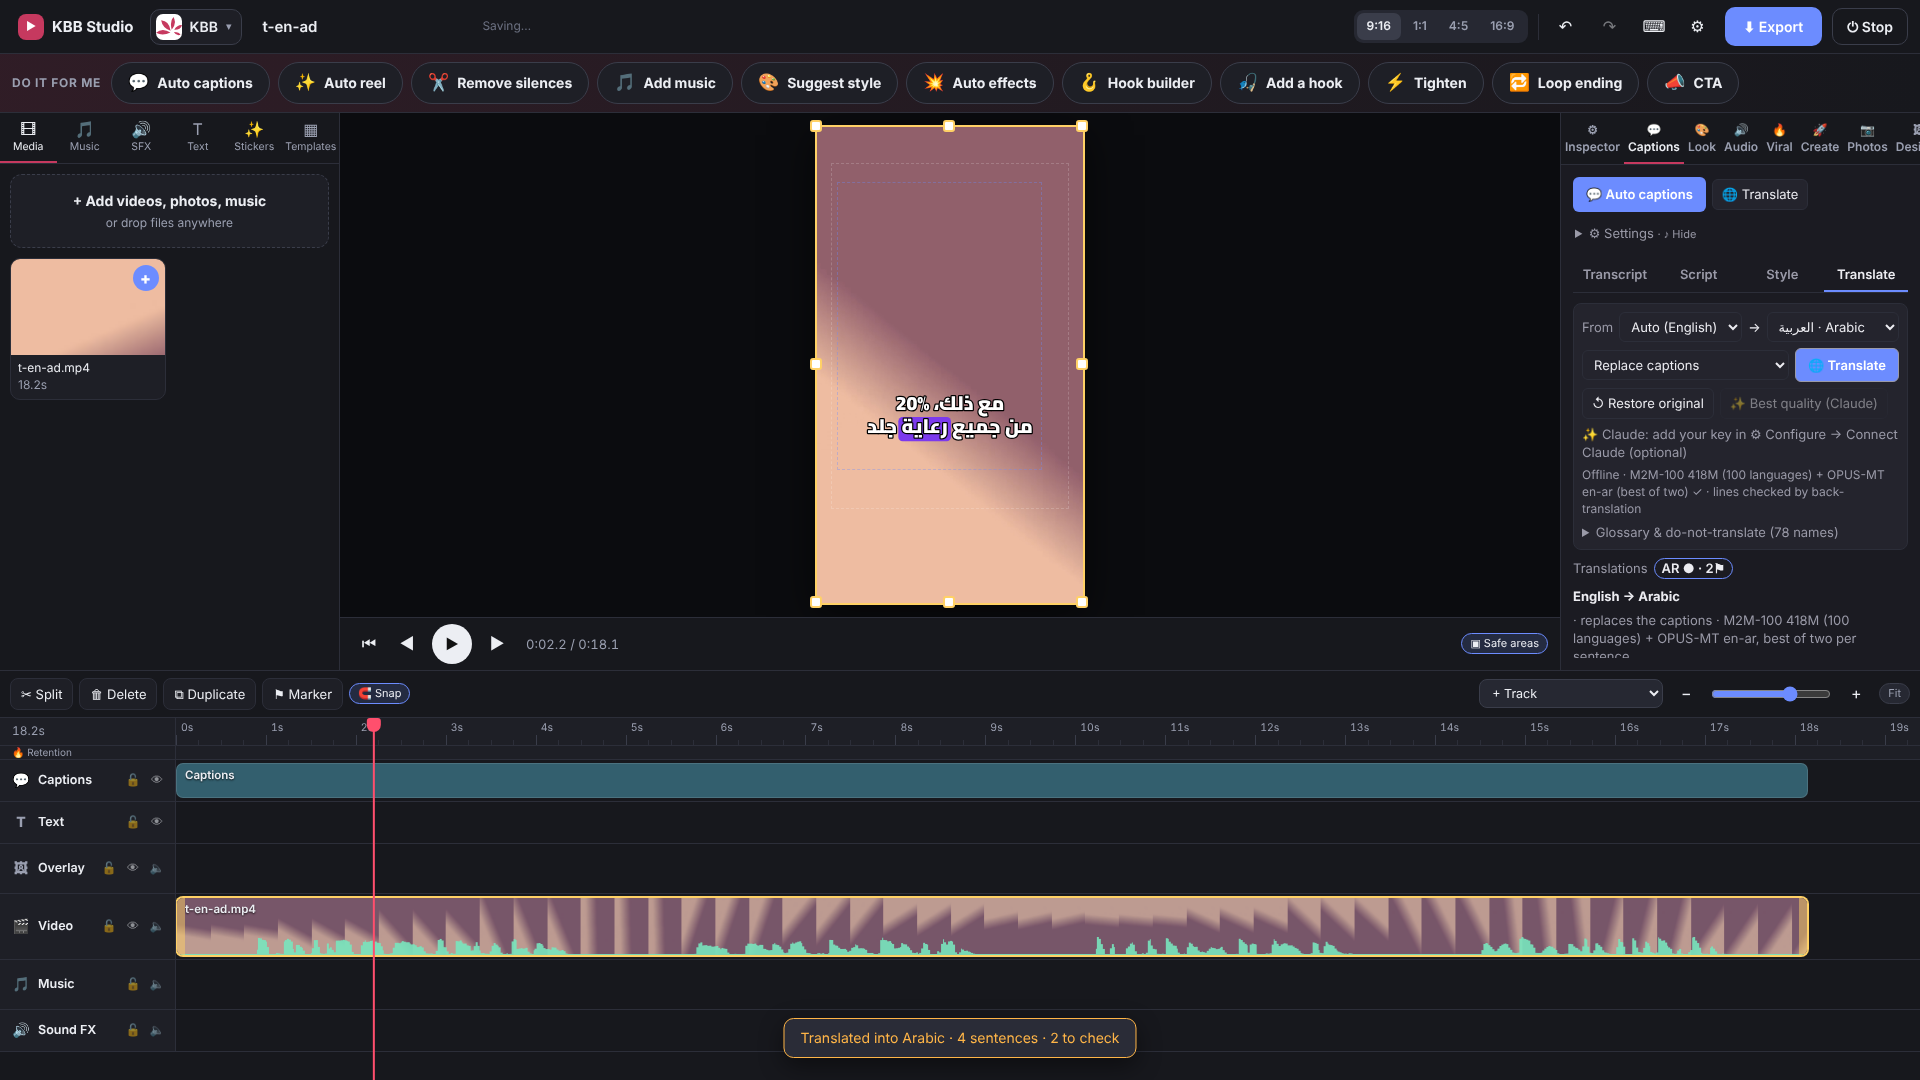 KBB Studio
KBB
t-en-ad
Saving...
9:16
1:1
4:5
16:9
Export
Stop
DO IT FOR ME
Auto captions
Auto reel
Remove silences
Add music
Suggest style
Auto effects
Hook builder
Add a hook
Tighten
Loop ending
CTA
Media
Music
SFX
Text
Stickers
Templates
+ Add videos, photos, music
or drop files anywhere
t-en-ad.mp4
18.2s
مع ذلك، 20%
من جميع رعاية جلد
0:02.2 / 0:18.1
Safe areas
Inspector
Captions
Look
Audio
Viral
Create
Photos
Auto captions
Translate
Settings · ♪ Hide
Transcript
Script
Style
Translate
From
Auto (English)
→
العربية · Arabic
Replace captions
Translate
Restore original
Best quality (Claude)
✨ Claude: add your key in ⚙ Configure → Connect
Claude (optional)
Offline · M2M-100 418M (100 languages) + OPUS-MT
en-ar (best of two) ✓ · lines checked by back-
translation
Glossary & do-not-translate (78 names)
Translations
AR ● · 2⚑
English → Arabic
· replaces the captions · M2M-100 418M (100
languages) + OPUS-MT en-ar, best of two per
sentence
Split
Delete
Duplicate
Marker
Snap
+ Track
Fit
18.2s
0s
1s
3s
4s
5s
6s
7s
8s
9s
10s
11s
12s
13s
14s
15s
16s
17s
18s
19s
Retention
Captions
Captions
Text
Overlay
Video
t-en-ad.mp4
Music
Sound FX
Translated into Arabic · 4 sentences · 2 to check